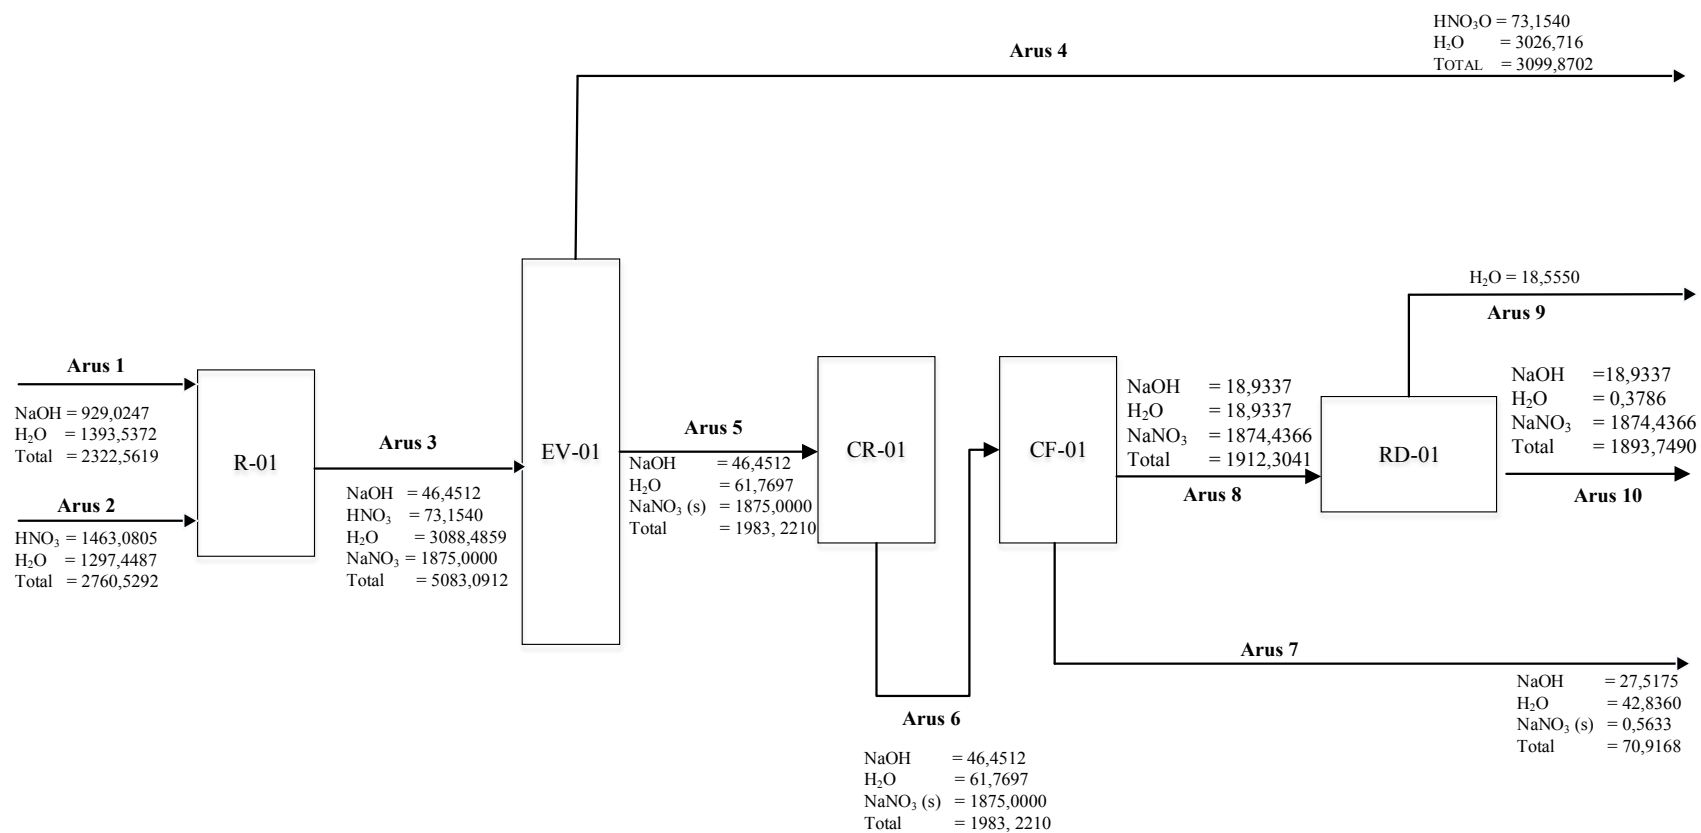 HNO₃O = 73,1540
H₂O = 3026,716
TOTAL = 3099,8702
Arus 4
H₂O = 18,5550
Arus 9
Arus 1
NaOH = 929,0247
H₂O = 1393,5372
Total = 2322,5619
Arus 2
HNO₃ = 1463,0805
H₂O = 1297,4487
Total = 2760,5292
R-01
Arus 3
NaOH = 46,4512
HNO₃ = 73,1540
H₂O = 3088,4859
NaNO₃ = 1875,0000
Total = 5083,0912
EV-01
Arus 5
NaOH = 46,4512
H₂O = 61,7697
NaNO₃ (s) = 1875,0000
Total = 1983, 2210
CR-01
Arus 6
NaOH = 46,4512
H₂O = 61,7697
NaNO₃ (s) = 1875,0000
Total = 1983, 2210
CF-01
NaOH = 18,9337
H₂O = 18,9337
NaNO₃ = 1874,4366
Total = 1912,3041
Arus 8
RD-01
NaOH =18,9337
H₂O = 0,3786
NaNO₃ = 1874,4366
Total = 1893,7490
Arus 10
Arus 7
NaOH = 27,5175
H₂O = 42,8360
NaNO₃ (s) = 0,5633
Total = 70,9168